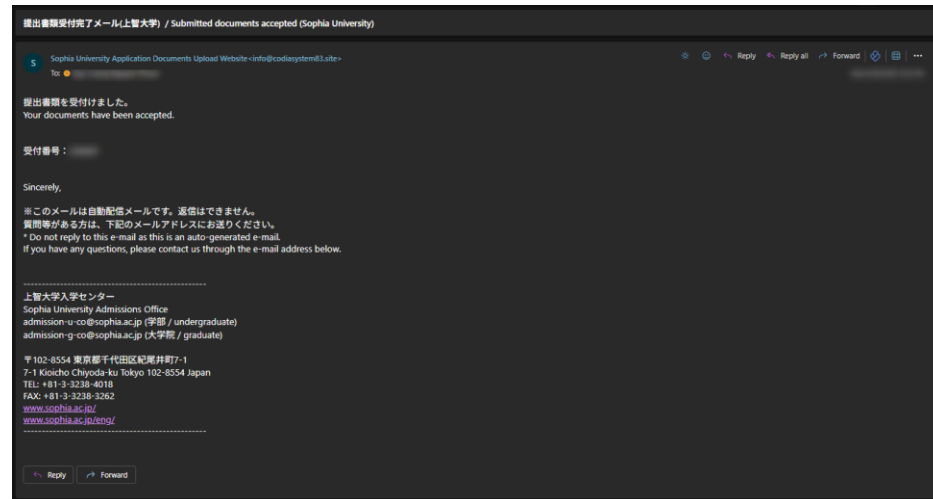 提出書類受付完了メール(上智大学) / Submitted documents accepted (Sophia University)
S
Sophia University Application Documents Upload Website<info@codiasystem83.site>
To:
Reply
Reply all
Forward
提出書類を受付けました。
Your documents have been accepted.
受付番号：
Sincerely,
※このメールは自動配信メールです。返信はできません。
質問等がある方は、下記のメールアドレスにお送りください。
* Do not reply to this e-mail as this is an auto-generated e-mail.
If you have any questions, please contact us through the e-mail address below.
--------------------------------------------------
上智大学入学センター
Sophia University Admissions Office
admission-u-co@sophia.ac.jp (学部 / undergraduate)
admission-g-co@sophia.ac.jp (大学院 / graduate)
〒102-8554 東京都千代田区紀尾井町7-1
7-1 Kioicho Chiyoda-ku Tokyo 102-8554 Japan
TEL: +81-3-3238-4018
FAX: +81-3-3238-3262
www.sophia.ac.jp/
www.sophia.ac.jp/eng/
--------------------------------------------------
Reply
Forward